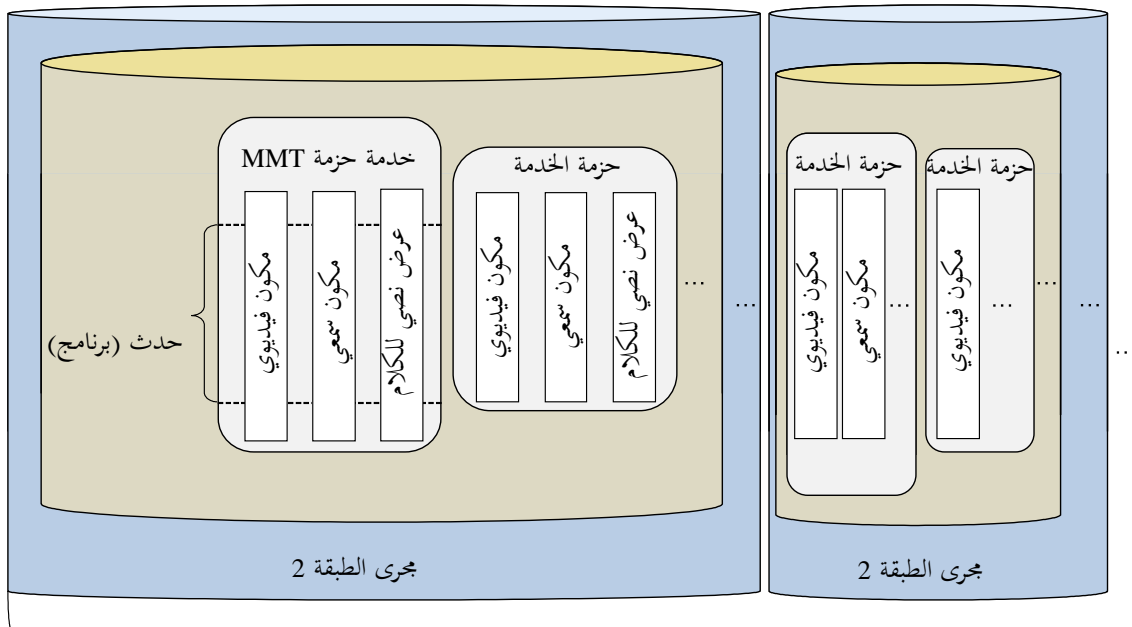 خدمة حزمة MMT
مكون فيديوي
مكون سمعي
عرض نصي للكلام
حدث (برنامج)
حزمة الخدمة
مكون فيديوي
مكون سمعي
عرض نصي للكلام
...
...
مجرى الطبقة 2
حزمة الخدمة
مكون فيديوي
مكون سمعي
...
حزمة الخدمة
مكون فيديوي
...
...
...
مجرى الطبقة 2
...